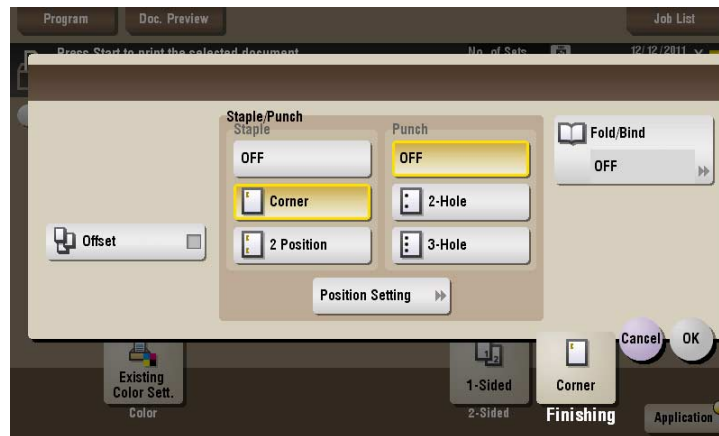 Program
Doc. Preview
Job List
Press Start to print the selected document
No. of Sets
12/12/2011
Staple/Punch
Staple
Punch
Fold/Bind
OFF
OFF
OFF
Corner
2-Hole
Offset
2 Position
3-Hole
Position Setting
Cancel
OK
Existing
Color Sett.
1-Sided
Corner
Color
2-Sided
Finishing
Application